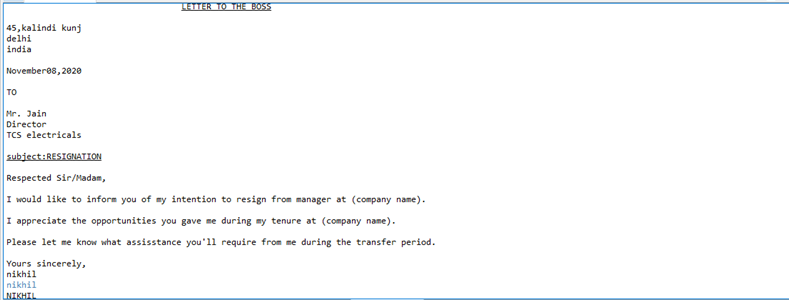 LETTER TO THE BOSS
45,kalindi kunj
delhi
india
November08,2020
TO
Mr. Jain
Director
TCS electricals
subject:RESIGNATION
Respected Sir/Madam,
I would like to inform you of my intention to resign from manager at (company name).
I appreciate the opportunities you gave me during my tenure at (company name).
Please let me know what assisstance you'll require from me during the transfer period.
Yours sincerely,
nikhil
nikhil
NIKHIL